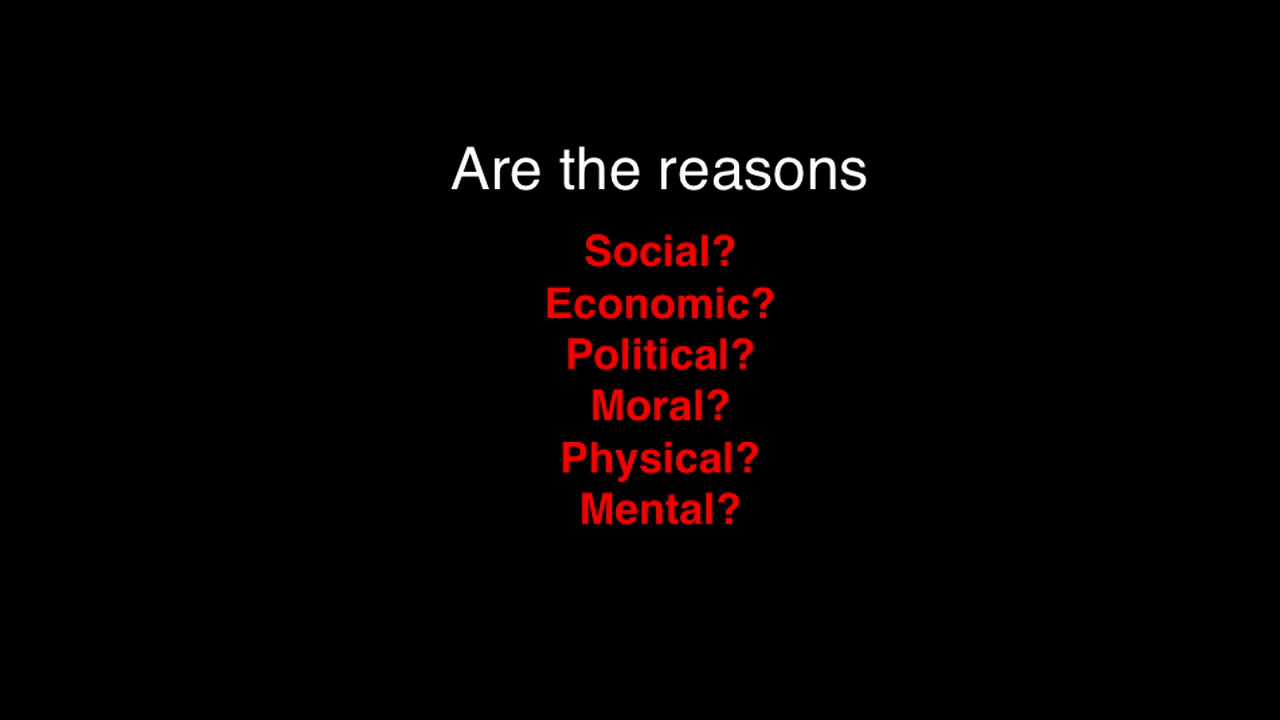 Are the reasons
Social?
Economic?
Political?
Moral?
Physical?
Mental?